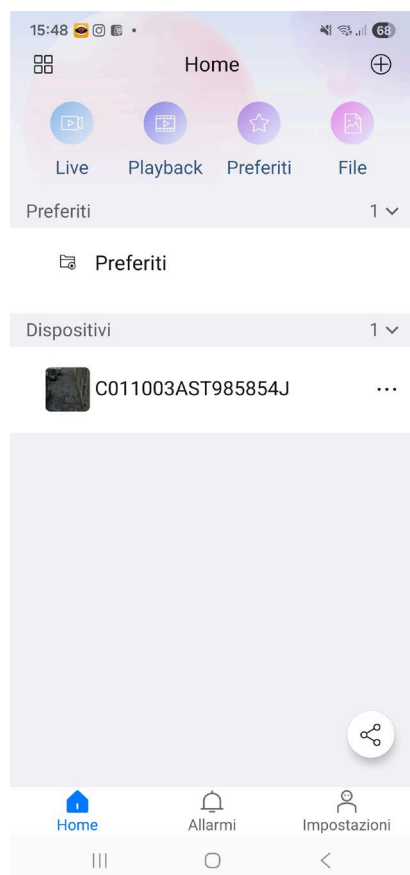 15:48
68
Home
Live
Playback
Preferiti
File
Preferiti
1
Preferiti
Dispositivi
1
C011003AST985854J
Home
Allarmi
Impostazioni